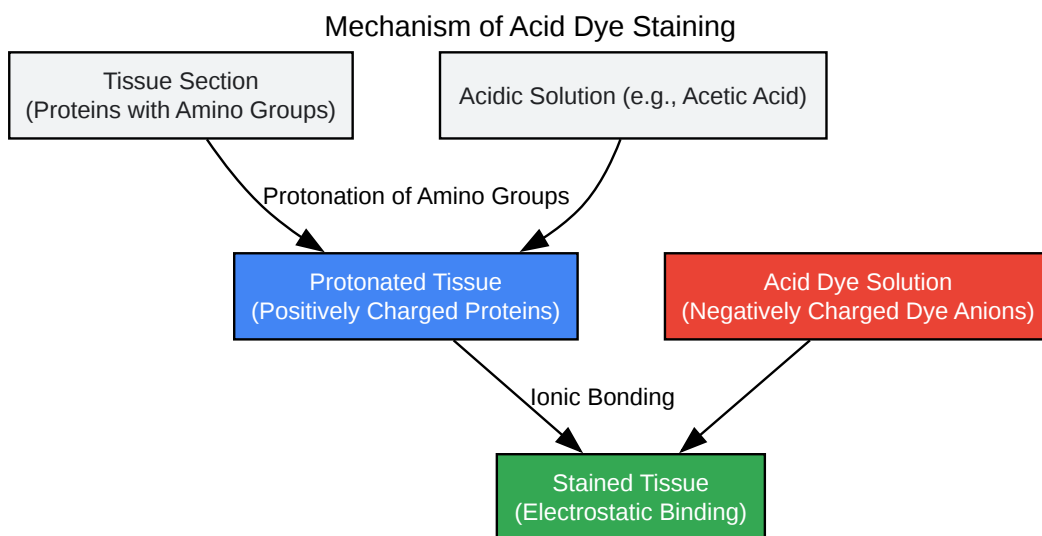 Mechanism of Acid Dye Staining
Tissue Section
(Proteins with Amino Groups)
Acidic Solution (e.g., Acetic Acid)
Protonation of Amino Groups
Protonated Tissue
(Positively Charged Proteins)
Acid Dye Solution
(Negatively Charged Dye Anions)
Ionic Bonding
Stained Tissue
(Electrostatic Binding)